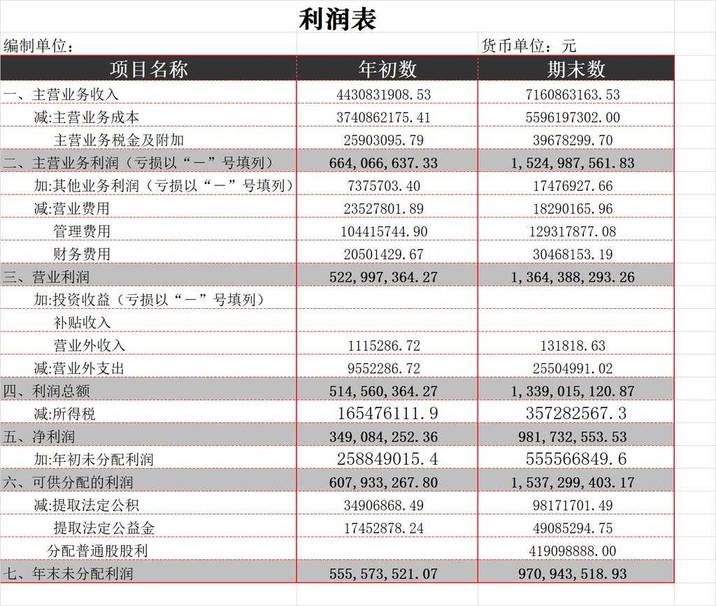 利润表
编制单位： 货币单位：元
项目名称 年初数 期末数
一、主营业务收入 4430831908.53 7160863163.53
减:主营业务成本 3740862175.41 5596197302.00
主营业务税金及附加 25903095.79 39678299.70
二、主营业务利润（亏损以“－”号填列） 664,066,637.33 1,524,987,561.83
加:其他业务利润（亏损以“－”号填列） 7375703.40 17476927.66
减:营业费用 23527801.89 18290165.96
管理费用 104415744.90 129317877.08
财务费用 20501429.67 30468153.19
三、营业利润 522,997,364.27 1,364,388,293.26
加:投资收益（亏损以“－”号填列）
补贴收入
营业外收入 1115286.72 131818.63
减:营业外支出 9552286.72 25504991.02
四、利润总额 514,560,364.27 1,339,015,120.87
减:所得税 165476111.9 357282567.3
五、净利润 349,084,252.36 981,732,553.53
加:年初未分配利润 258849015.4 555566849.6
六、可供分配的利润 607,933,267.80 1,537,299,403.17
减:提取法定公积 34906868.49 98171701.49
提取法定公益金 17452878.24 49085294.75
分配普通股股利 419098888.00
七、年末未分配利润 555,573,521.07 970,943,518.93